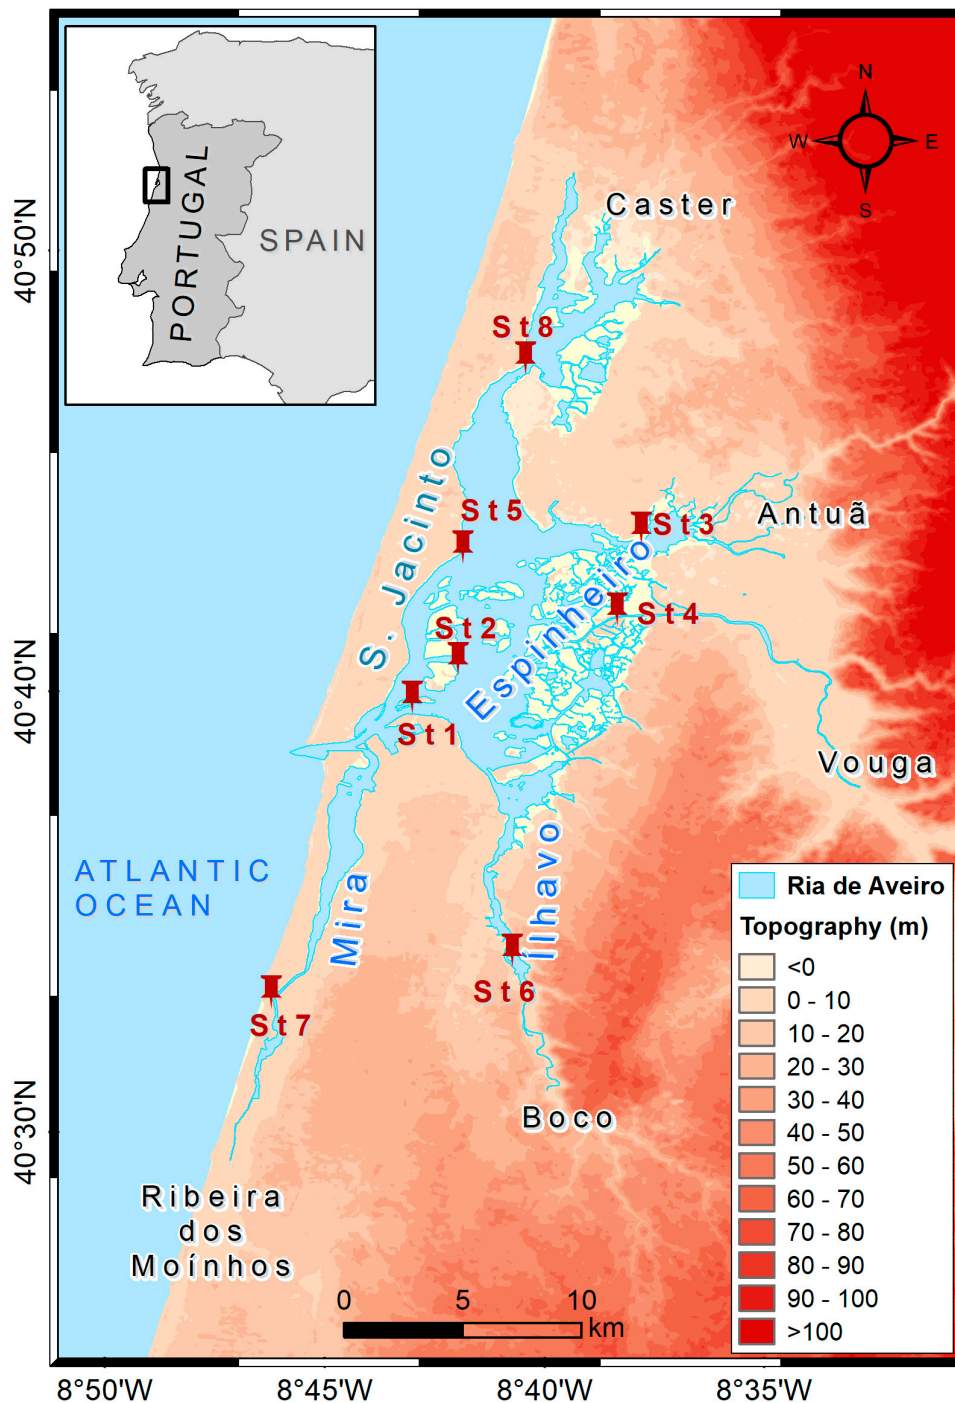 PORTUGAL
SPAIN
N
W
E
S
40°50'N
40°40'N
40°30'N
Caster
St8
S. Jacinto
St5
St3
Antuã
Espinheiro
St4
St2
St1
Vouga
ATLANTIC
OCEAN
Mira
Ílhavo
St6
St7
Boco
Ribeira
dos
Moínhos
0 5 10
km
Ria de Aveiro
Topography (m)
<0
0 - 10
10 - 20
20 - 30
30 - 40
40 - 50
50 - 60
60 - 70
70 - 80
80 - 90
90 - 100
>100
8°50'W 8°45'W 8°40'W 8°35'W